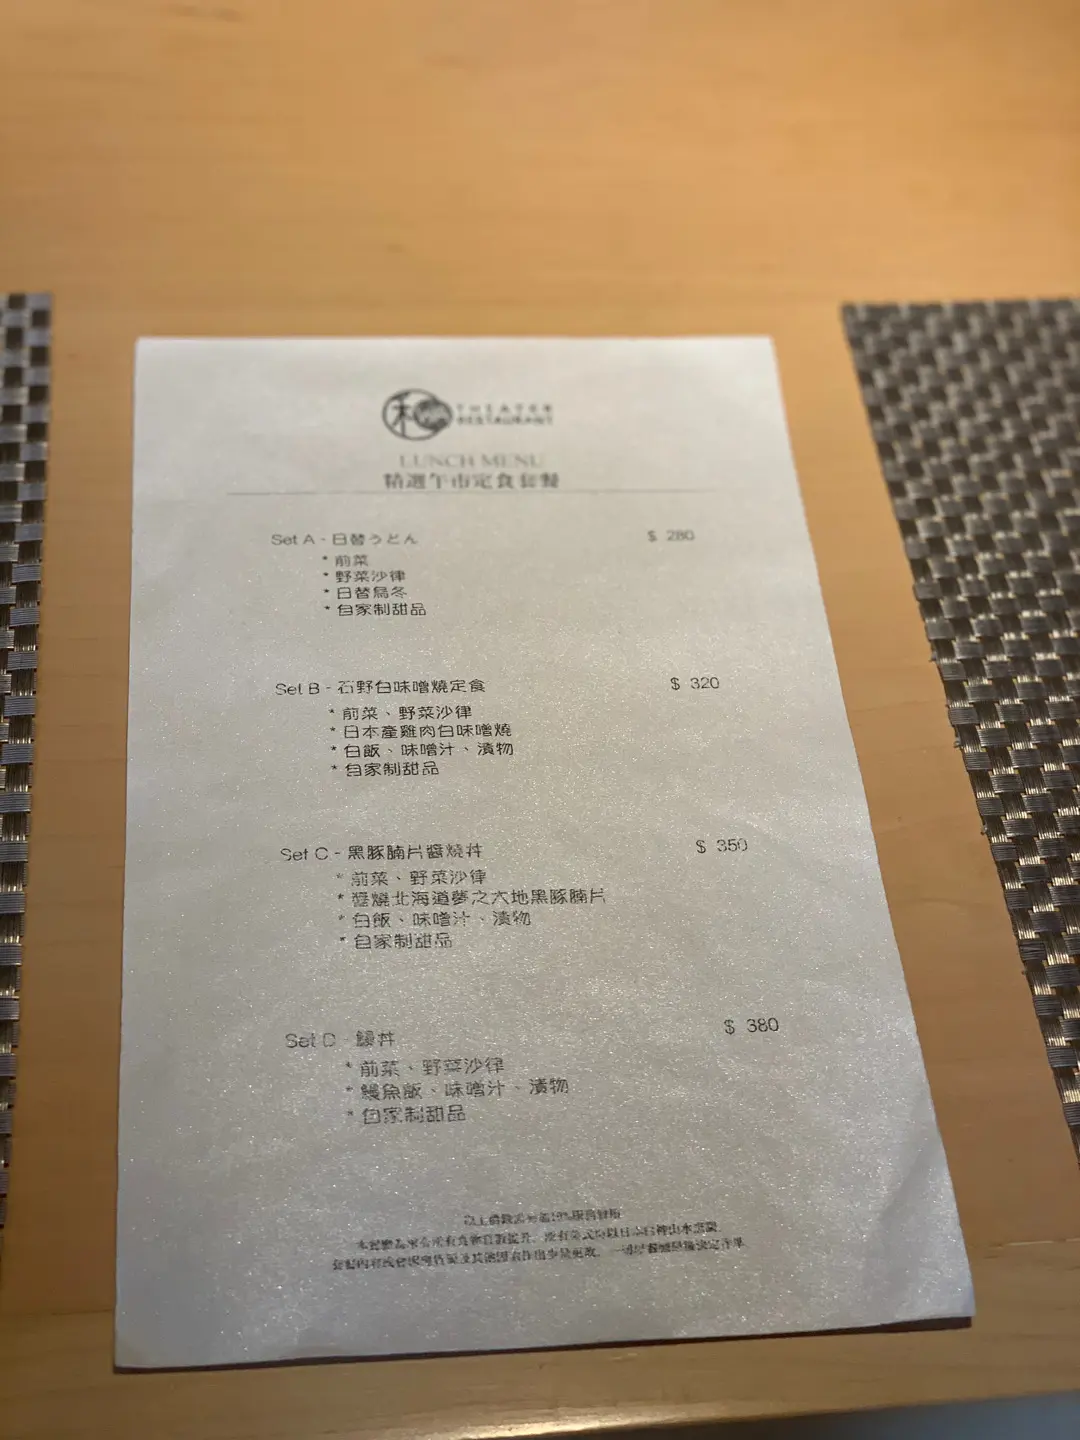 和 THEATER
RESTAURANT
LUNCH MENU
精選午市定食套餐
Set A - 日替うどん $ 280
* 前菜
* 野菜沙律
* 日替烏冬
* 自家制甜品
Set B - 石野白味噌燒定食 $ 320
* 前菜、野菜沙律
* 日本產雞肉白味噌燒
* 白飯、味噌汁、漬物
* 自家制甜品
Set C - 黑豚腩片醬燒丼 $ 350
* 前菜、野菜沙律
* 醬燒北海道夢之大地黑豚腩片
* 白飯、味噌汁、漬物
* 自家制甜品
Set D - 鰻丼 $ 380
* 前菜、野菜沙律
* 鰻魚飯、味噌汁、漬物
* 自家制甜品